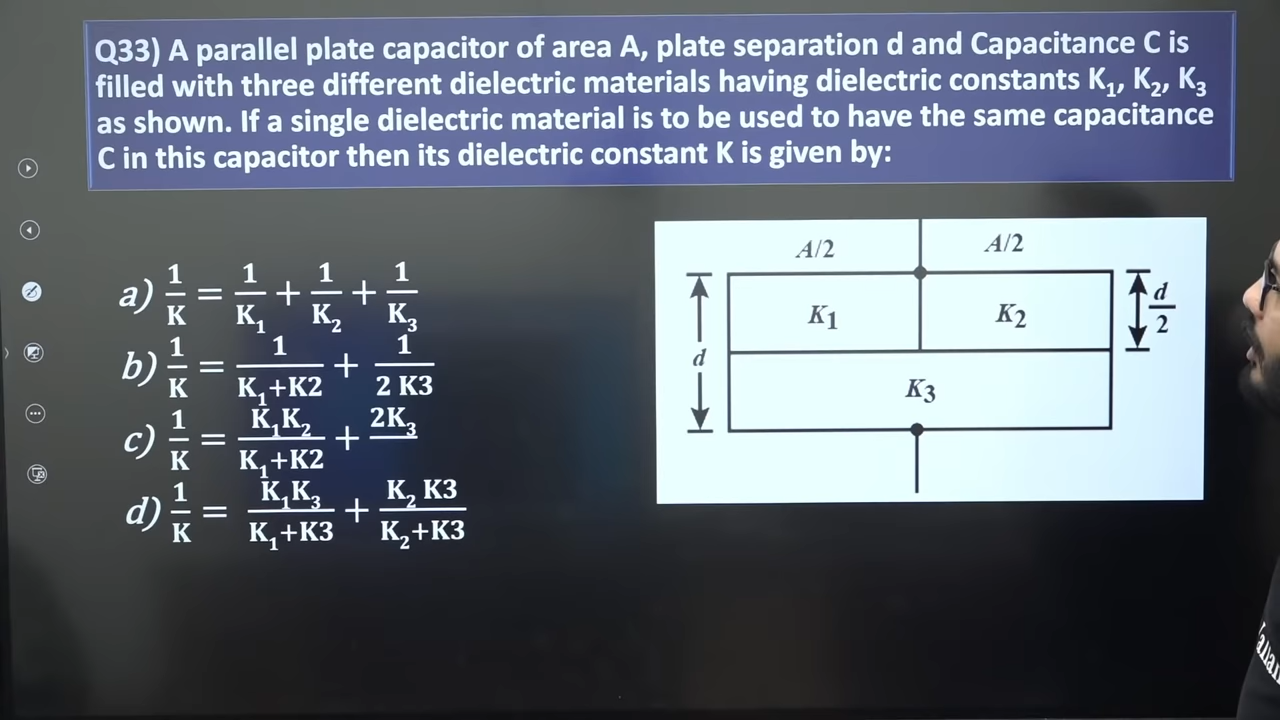 Q33) A parallel plate capacitor of area A, plate separation d and Capacitance C is
filled with three different dielectric materials having dielectric constants K₁, K₂, K₃
as shown. If a single dielectric material is to be used to have the same capacitance
C in this capacitor then its dielectric constant K is given by:
a) 1/K = 1/K₁ + 1/K₂ + 1/K₃
b) 1/K = 1/(K₁+K2) + 1/(2 K3)
c) 1/K = K₁K₂/(K₁+K2) + 2K₃/
d) 1/K = K₁K₃/(K₁+K3) + K₂ K3/(K₂+K3)
A/2 A/2
K₁ K₂ d/2
d
K₃